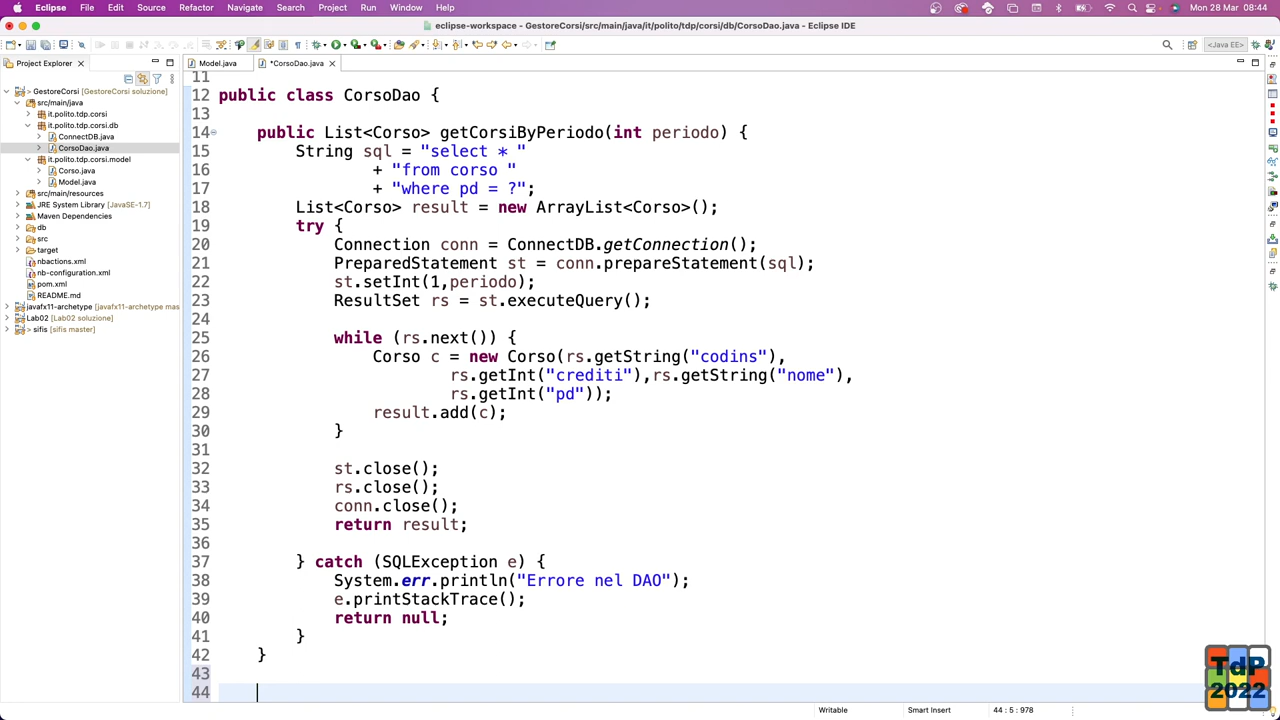 Eclipse File Edit Source Refactor Navigate Search Project Run Window Help Mon 28 Mar 08:44
eclipse-workspace - GestoreCorsi/src/main/java/it/polito/tdp/corsi/db/CorsoDao.java - Eclipse IDE
<Java EE>
Project Explorer
Model.java *CorsoDao.java
> GestoreCorsi [GestoreCorsi soluzione]
src/main/java
it.polito.tdp.corsi
it.polito.tdp.corsi.db
ConnectDB.java
CorsoDao.java
it.polito.tdp.corsi.model
Corso.java
Model.java
src/main/resources
JRE System Library [JavaSE-1.7]
Maven Dependencies
db
src
target
nbactions.xml
nb-configuration.xml
pom.xml
README.md
javafx11-archetype [javafx11-archetype mas
Lab02 [Lab02 soluzione]
> sifis [sifis master]
11
12 public class CorsoDao {
13
14 public List<Corso> getCorsiByPeriodo(int periodo) {
15 String sql = "select * "
16 + "from corso "
17 + "where pd = ?";
18 List<Corso> result = new ArrayList<Corso>();
19 try {
20 Connection conn = ConnectDB.getConnection();
21 PreparedStatement st = conn.prepareStatement(sql);
22 st.setInt(1,periodo);
23 ResultSet rs = st.executeQuery();
24
25 while (rs.next()) {
26 Corso c = new Corso(rs.getString("codins"),
27 rs.getInt("crediti"),rs.getString("nome"),
28 rs.getInt("pd"));
29 result.add(c);
30 }
31
32 st.close();
33 rs.close();
34 conn.close();
35 return result;
36
37 } catch (SQLException e) {
38 System.err.println("Errore nel DAO");
39 e.printStackTrace();
40 return null;
41 }
42 }
43
44
Writable Smart Insert 44 : 5 : 978
TdP
2022